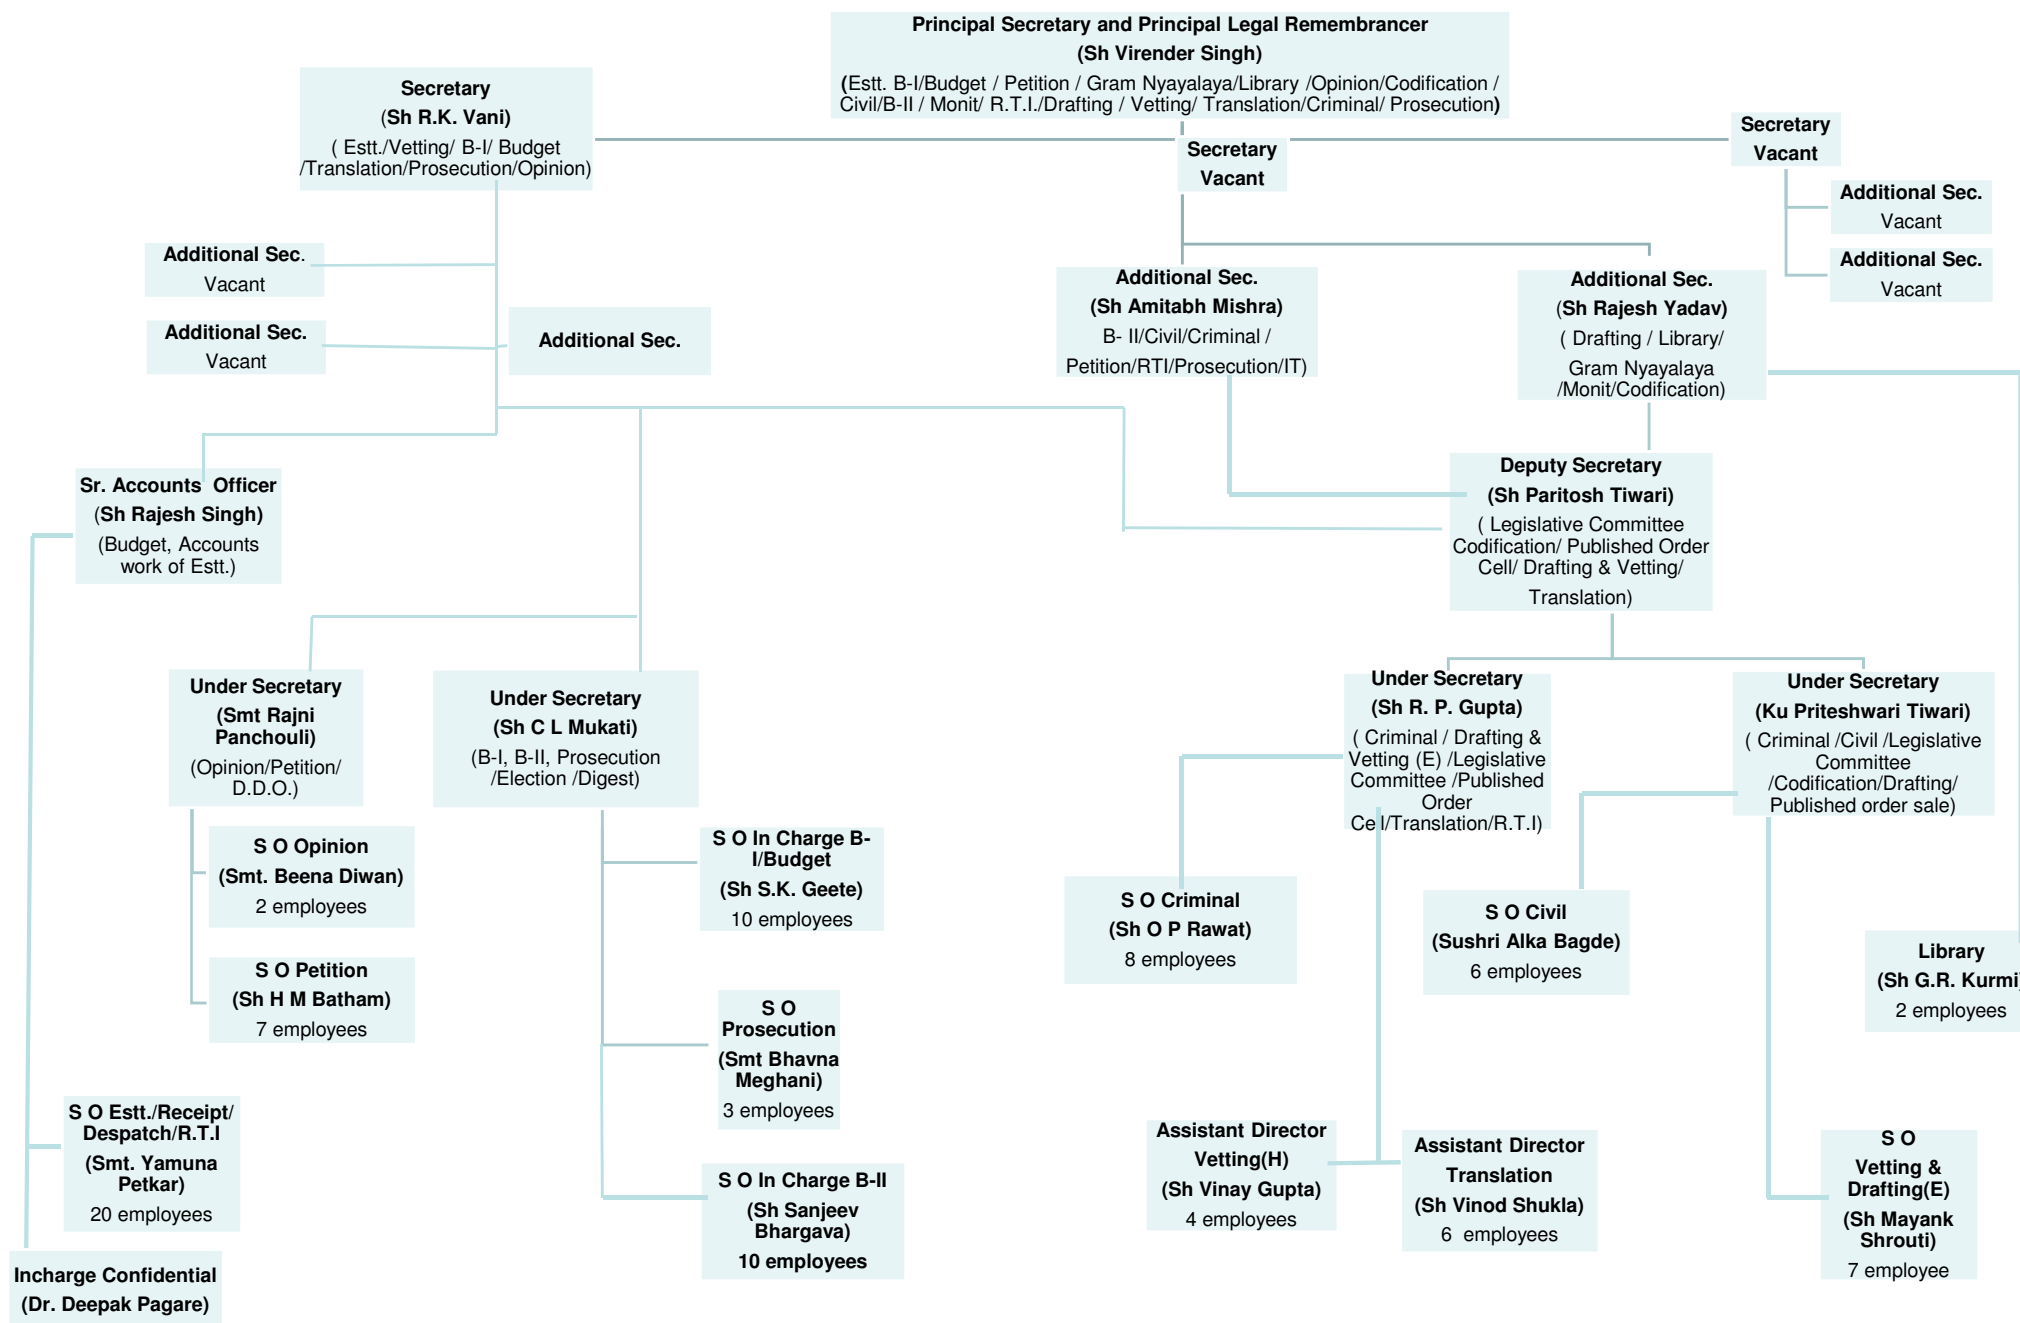 Principal Secretary and Principal Legal Remembrancer
(Sh Virender Singh)
(Estt. B-I/Budget / Petition / Gram Nyayalaya/Library /Opinion/Codification /
Civil/B-II / Monit/ R.T.I./Drafting / Vetting/ Translation/Criminal/ Prosecution)
Secretary
(Sh R.K. Vani)
( Estt./Vetting/ B-I/ Budget
/Translation/Prosecution/Opinion)
Secretary
Vacant
Secretary
Vacant
Additional Sec.
Vacant
Additional Sec.
Vacant
Additional Sec.
Vacant
Additional Sec.
Vacant
Additional Sec.
Additional Sec.
(Sh Amitabh Mishra)
B- II/Civil/Criminal /
Petition/RTI/Prosecution/IT)
Additional Sec.
(Sh Rajesh Yadav)
( Drafting / Library/
Gram Nyayalaya
/Monit/Codification)
Sr. Accounts Officer
(Sh Rajesh Singh)
(Budget, Accounts
work of Estt.)
Deputy Secretary
(Sh Paritosh Tiwari)
( Legislative Committee
Codification/ Published Order
Cell/ Drafting & Vetting/
Translation)
Under Secretary
(Smt Rajni
Panchouli)
(Opinion/Petition/
D.D.O.)
Under Secretary
(Sh C L Mukati)
(B-I, B-II, Prosecution
/Election /Digest)
Under Secretary
(Sh R. P. Gupta)
( Criminal / Drafting &
Vetting (E) /Legislative
Committee /Published
Order
Cell/Translation/R.T.I)
Under Secretary
(Ku Priteshwari Tiwari)
( Criminal /Civil /Legislative
Committee
/Codification/Drafting/
Published order sale)
S O Opinion
(Smt. Beena Diwan)
2 employees
S O Petition
(Sh H M Batham)
7 employees
S O In Charge B-
I/Budget
(Sh S.K. Geete)
10 employees
S O
Prosecution
(Smt Bhavna
Meghani)
3 employees
S O In Charge B-II
(Sh Sanjeev
Bhargava)
10 employees
S O Criminal
(Sh O P Rawat)
8 employees
S O Civil
(Sushri Alka Bagde)
6 employees
Library
(Sh G.R. Kurmi)
2 employees
S O Estt./Receipt/
Despatch/R.T.I
(Smt. Yamuna
Petkar)
20 employees
Assistant Director
Vetting(H)
(Sh Vinay Gupta)
4 employees
Assistant Director
Translation
(Sh Vinod Shukla)
6 employees
S O
Vetting &
Drafting(E)
(Sh Mayank
Shrouti)
7 employee
Incharge Confidential
(Dr. Deepak Pagare)